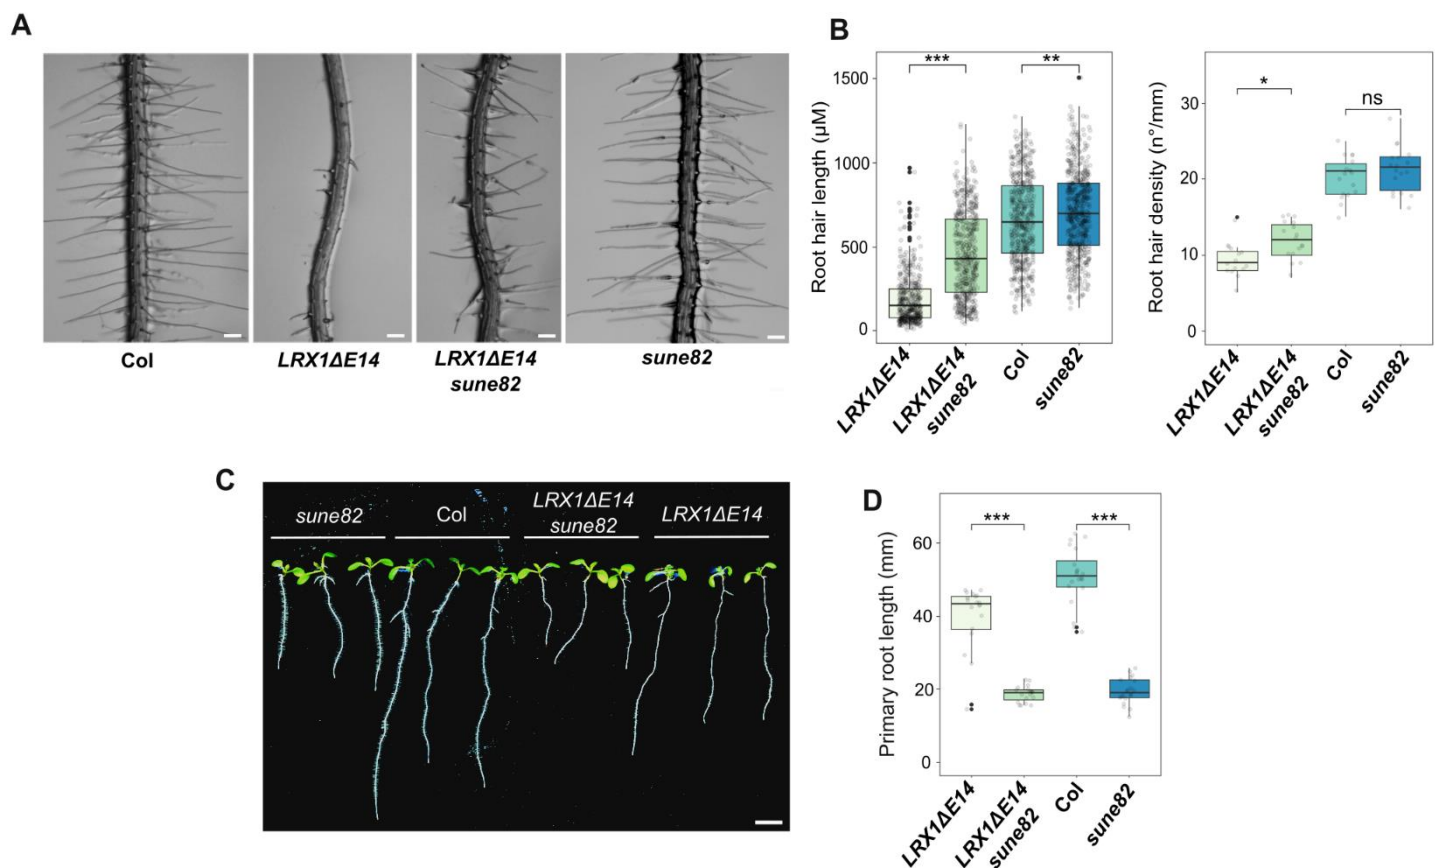 A
Col
LRX1ΔE14
LRX1ΔE14
sune82
sune82
B
Root hair length (μM)
1500
1000
500
0
***
**
LRX1ΔE14
LRX1ΔE14
sune82
Col
sune82
Root hair density (n°/mm)
30
20
10
0
*
ns
LRX1ΔE14
LRX1ΔE14
sune82
Col
sune82
C
sune82
Col
LRX1ΔE14
sune82
LRX1ΔE14
D
Primary root length (mm)
60
40
20
0
***
***
LRX1ΔE14
LRX1ΔE14
sune82
Col
sune82